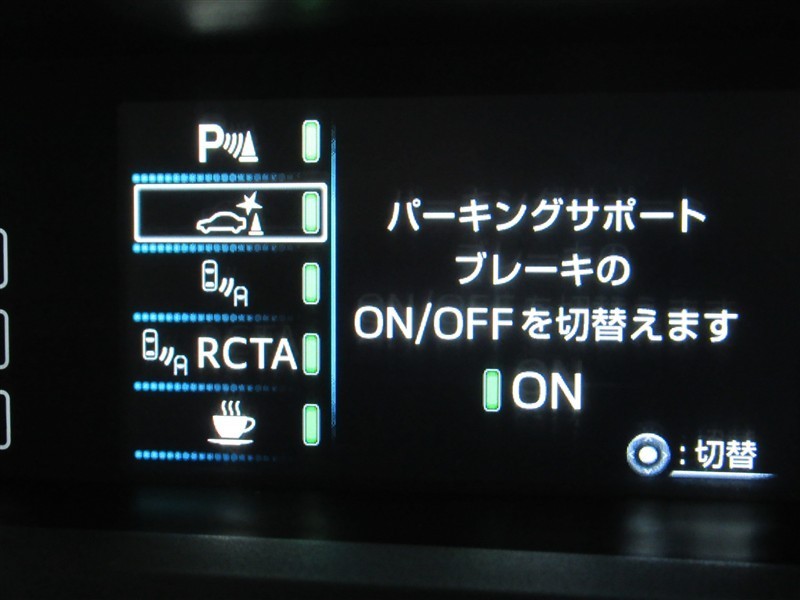 P
RCTA
パーキングサポート
ブレーキの
ON/OFFを切替えます
ON
:切替